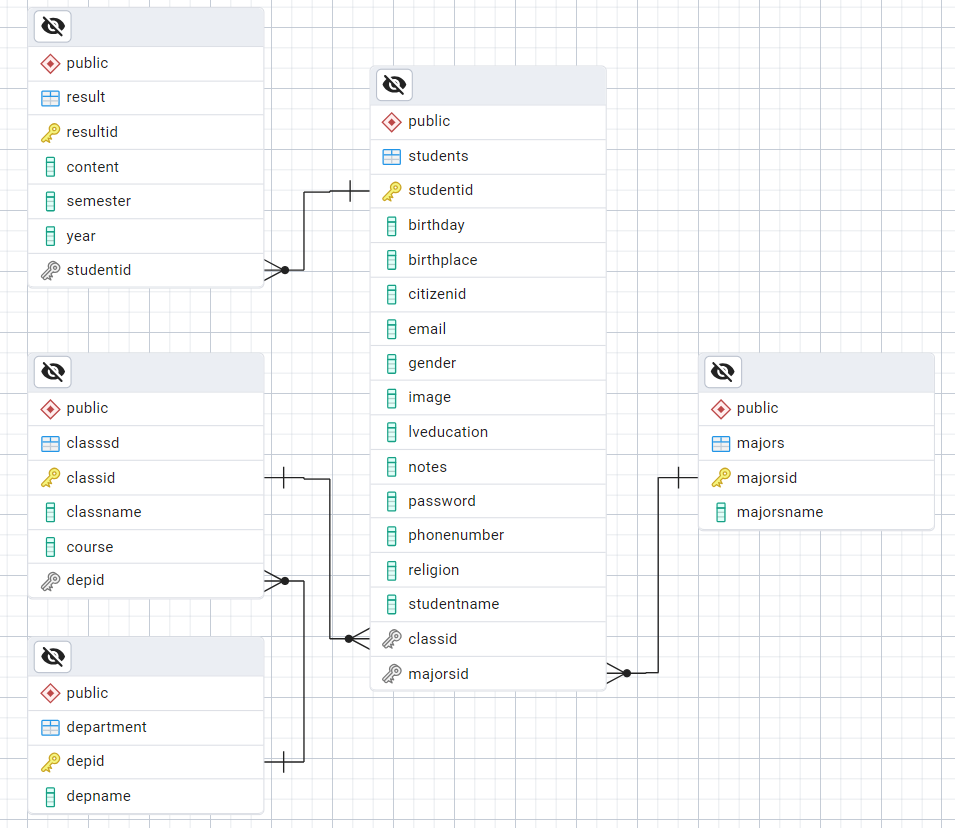 public
result
resultid
content
semester
year
studentid
public
students
studentid
birthday
birthplace
citizenid
email
gender
image
lveducation
notes
password
phonenumber
religion
studentname
classid
majorsid
public
classsd
classid
classname
course
depid
public
majors
majorsid
majorsname
public
department
depid
depname